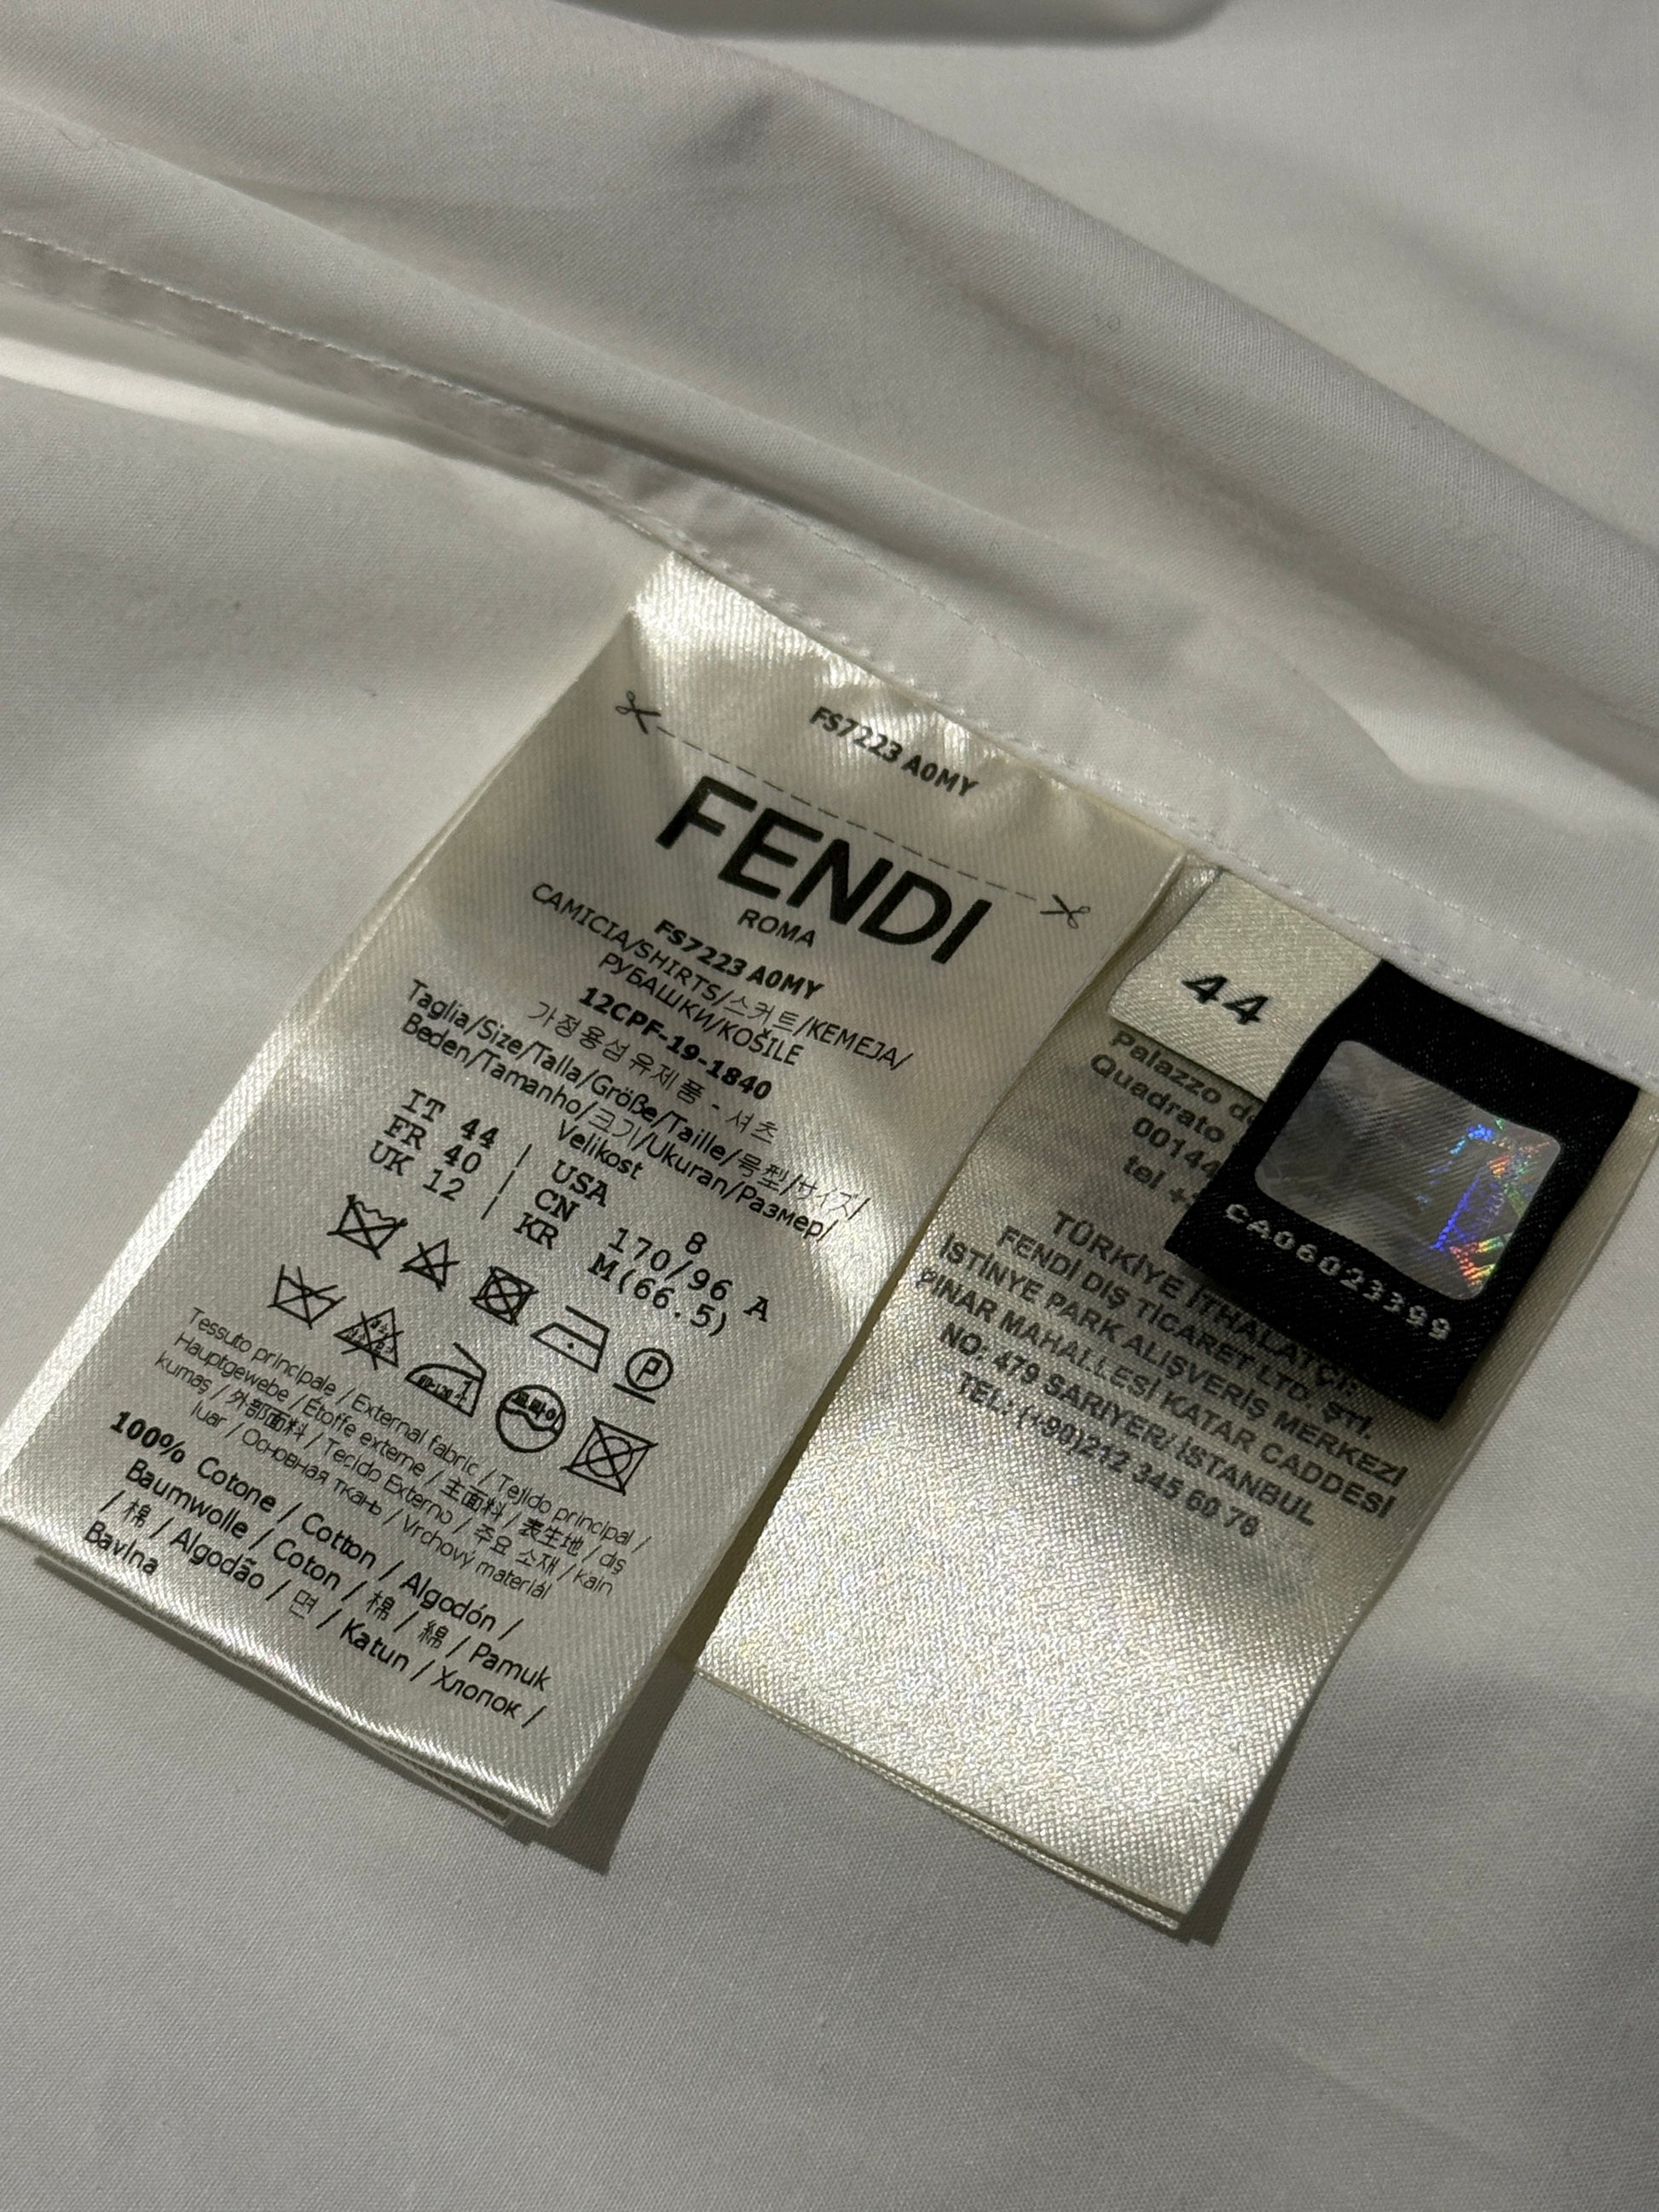 FS7223 A0MY
FENDI
ROMA
FS7223 A0MY
CAMICIA/SHIRTS/스커트/KEMEJA/
РУБАШКИ/KOŠILE
12CPF-19-1840
가정용섬유제품 - 셔츠
Taglia/Size/Talla/Größe/Taille/号型/サイズ/
Beden/Tamanho/크기/Ukuran/Размер/
Velikost
IT 44 | USA 8
FR 40 | CN 170/96 A
UK 12 | KR M(66.5)
P
드라이
Tessuto principale / External fabric / Tejido principal /
Hauptgewebe / Étoffe externe / 主面料 / 表生地 / dış
kumaş / 外部面料 / Tecido Externo / 주요 소재 / kain
luar / Основная ткань / Vrchový materiál
100% Cotone / Cotton / Algodón /
Baumwolle / Coton / 棉 / 綿 / Pamuk
/ 棉 / Algodão / 면 / Katun / Хлопок /
Bavlna
44
Palazzo
Quadrato
00144
tel
CA06023399
TÜRKİYE İTHALATÇI:
FENDİ DIŞ TİCARET LTD. ŞTİ.
İSTİNYE PARK ALIŞVERİŞ MERKEZİ
PINAR MAHALLESİ KATAR CADDESİ
NO: 479 SARIYER/ İSTANBUL
TEL: (+90)212 345 60 76